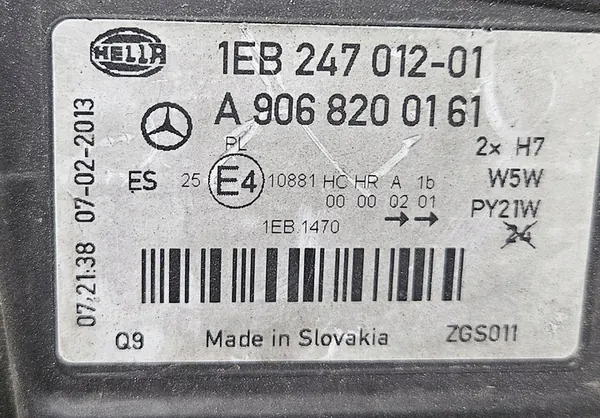 HELLA
1EB 247 012-01
A 906 820 01 61
PL
2x H7
ES 25 E4 10881 HC HR A 1b
W5W
00 00 02 01
PY21W
1EB.1470
24
07:21:38 07-02-2013
Q9 Made in Slovakia ZGS011